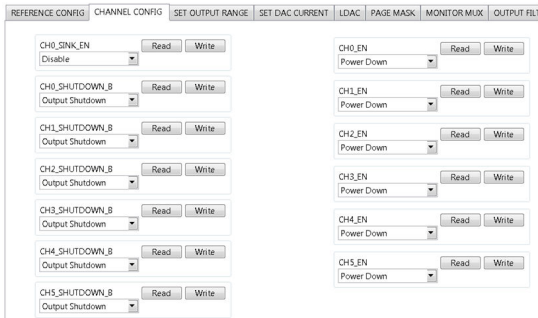 REFERENCE CONFIG CHANNEL CONFIG SET OUTPUT RANGE SET DAC CURRENT LDAC PAGE MASK MONITOR MUX OUTPUT FILT
CH0_SINK_EN Read Write
Disable
CH0_SHUTDOWN_B Read Write
Output Shutdown
CH1_SHUTDOWN_B Read Write
Output Shutdown
CH2_SHUTDOWN_B Read Write
Output Shutdown
CH3_SHUTDOWN_B Read Write
Output Shutdown
CH4_SHUTDOWN_B Read Write
Output Shutdown
CH5_SHUTDOWN_B Read Write
Output Shutdown
CH0_EN Read Write
Power Down
CH1_EN Read Write
Power Down
CH2_EN Read Write
Power Down
CH3_EN Read Write
Power Down
CH4_EN Read Write
Power Down
CH5_EN Read Write
Power Down